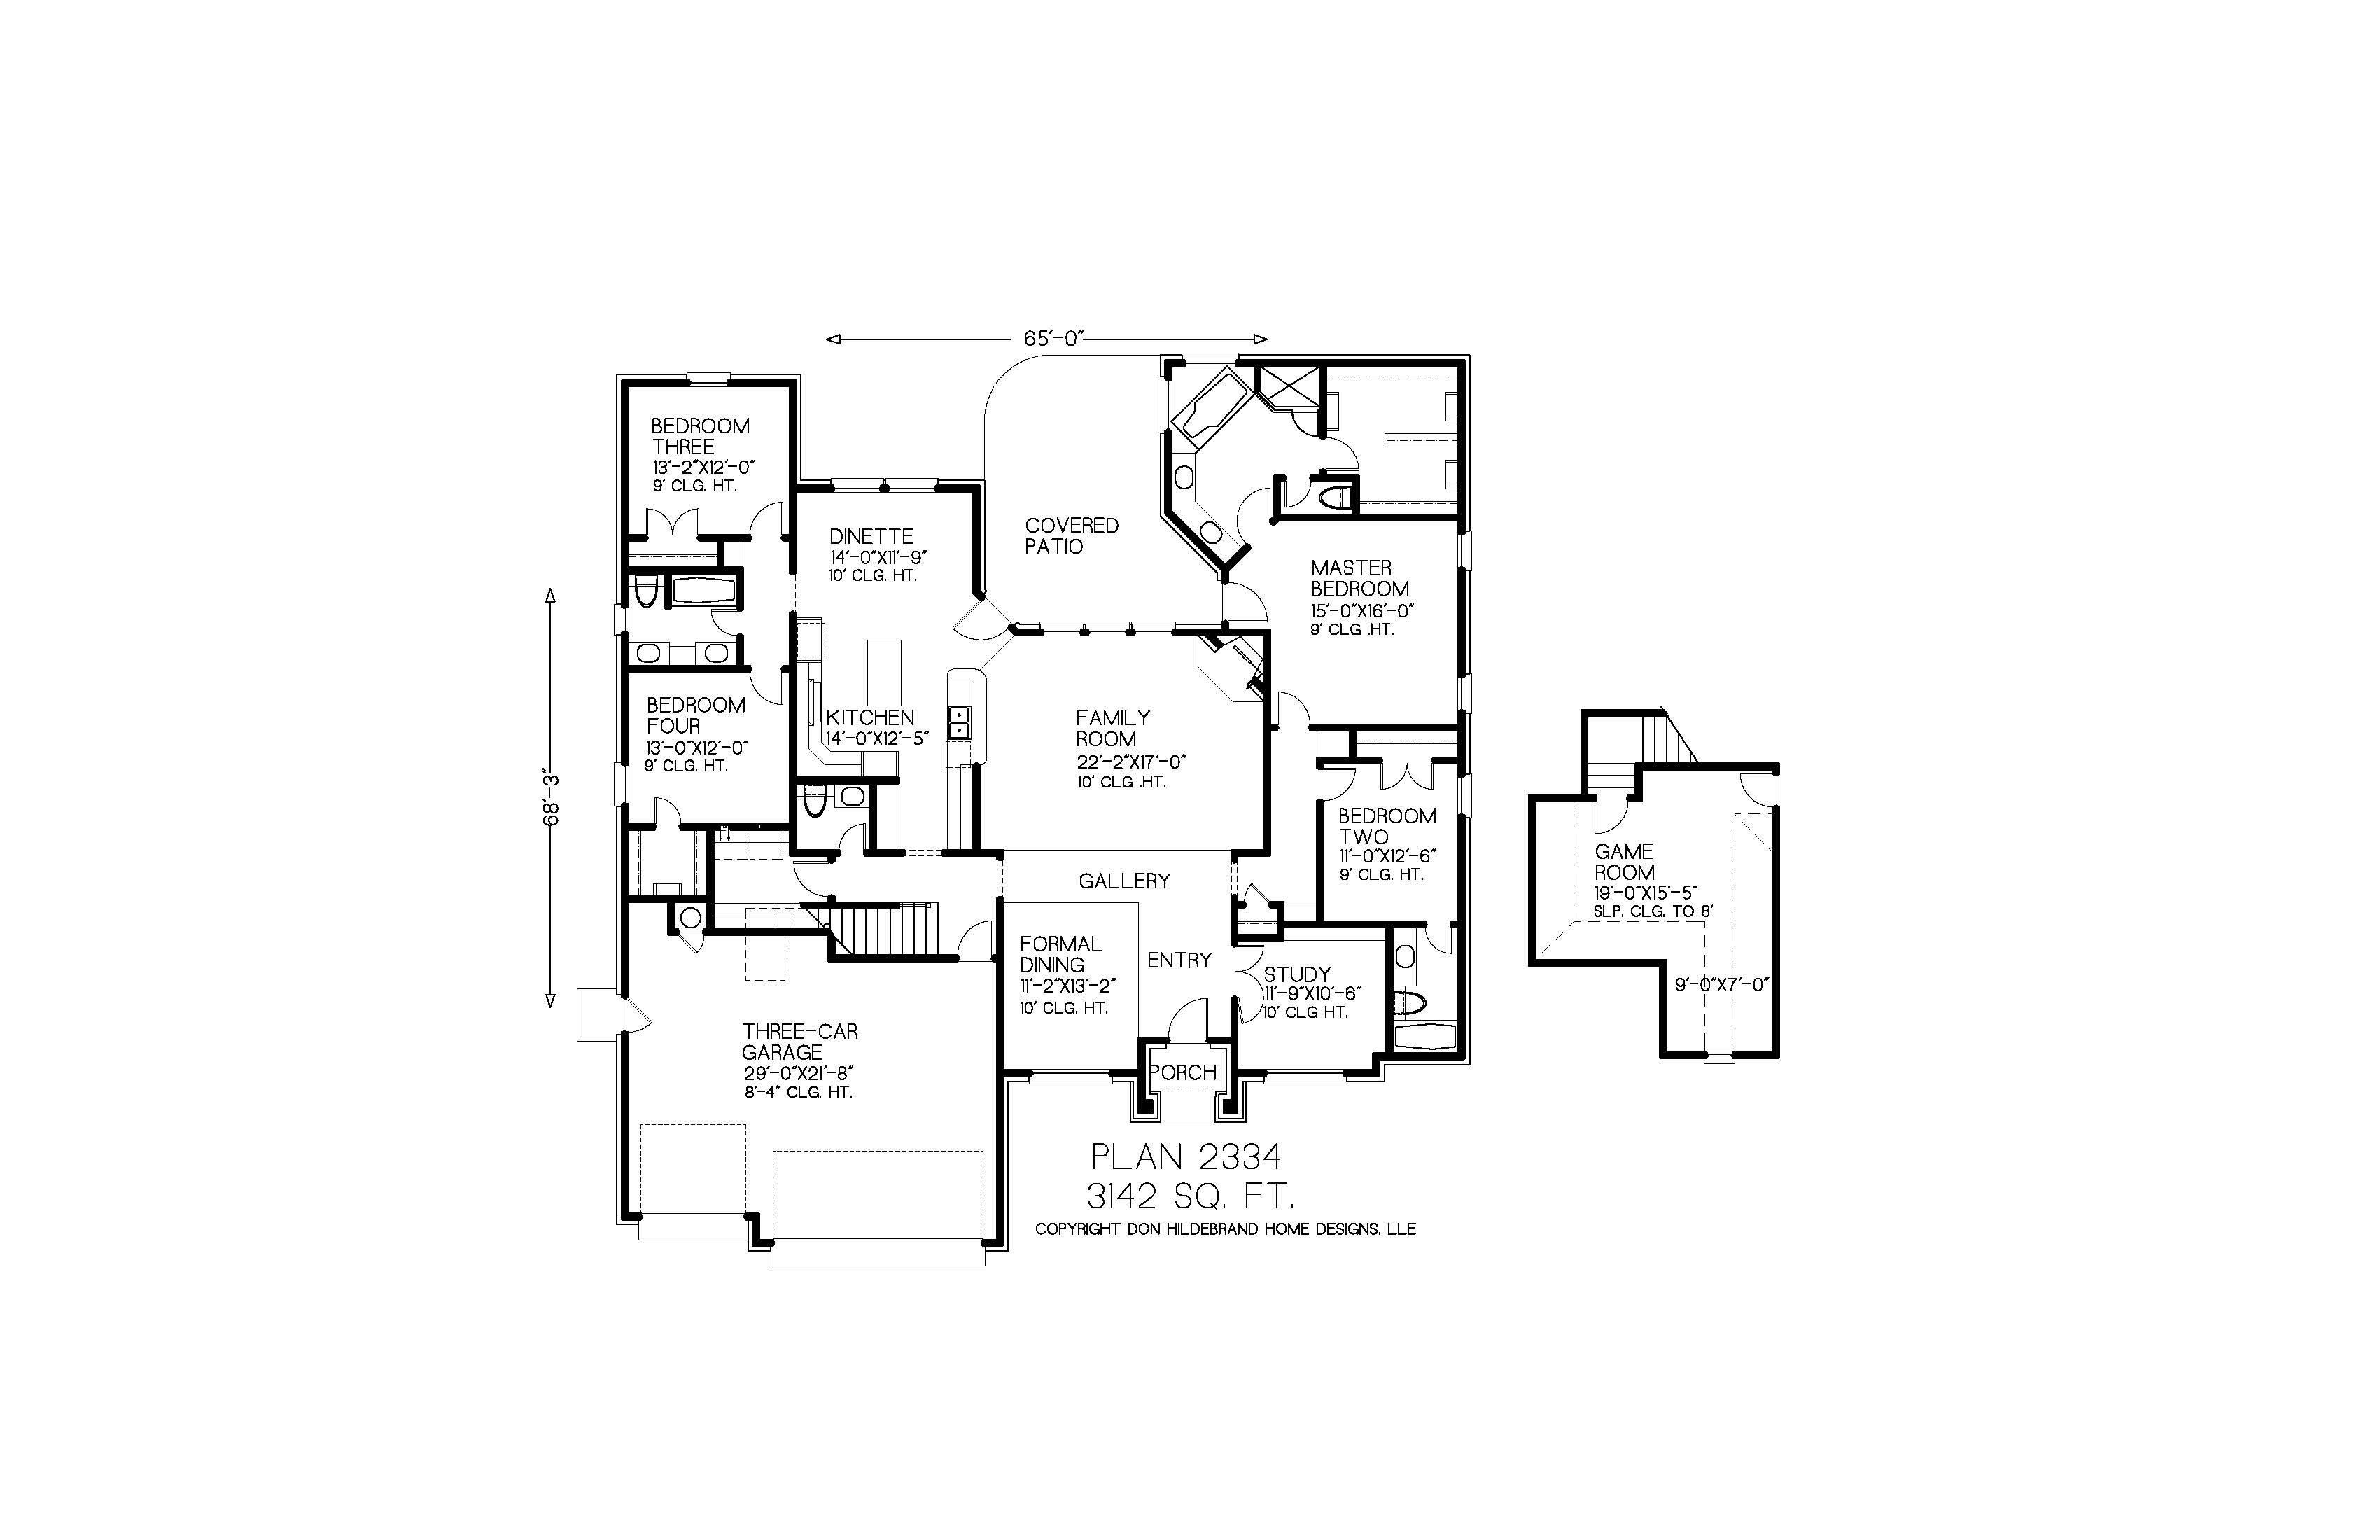 65'-0"
BEDROOM
THREE
13'-2"X12'-0"
9' CLG. HT.
DINETTE
14'-0"X11'-9"
10' CLG. HT.
COVERED
PATIO
MASTER
BEDROOM
15'-0"X16'-0"
9' CLG .HT.
BEDROOM
FOUR
13'-0"X12'-0"
9' CLG. HT.
KITCHEN
14'-0"X12'-5"
FAMILY
ROOM
22'-2"X17'-0"
10' CLG .HT.
68'-3"
BEDROOM
TWO
11'-0"X12'-6"
9' CLG. HT.
GAME
ROOM
19'-0"X15'-5"
SLP. CLG. TO 8'
9'-0"X7'-0"
GALLERY
FORMAL
DINING
11'-2"X13'-2"
10' CLG. HT.
ENTRY
STUDY
11'-9"X10'-6"
10' CLG HT.
THREE-CAR
GARAGE
29'-0"X21'-8"
8'-4" CLG. HT.
PORCH
PLAN 2334
3142 SQ. FT.
COPYRIGHT DON HILDEBRAND HOME DESIGNS, LLE